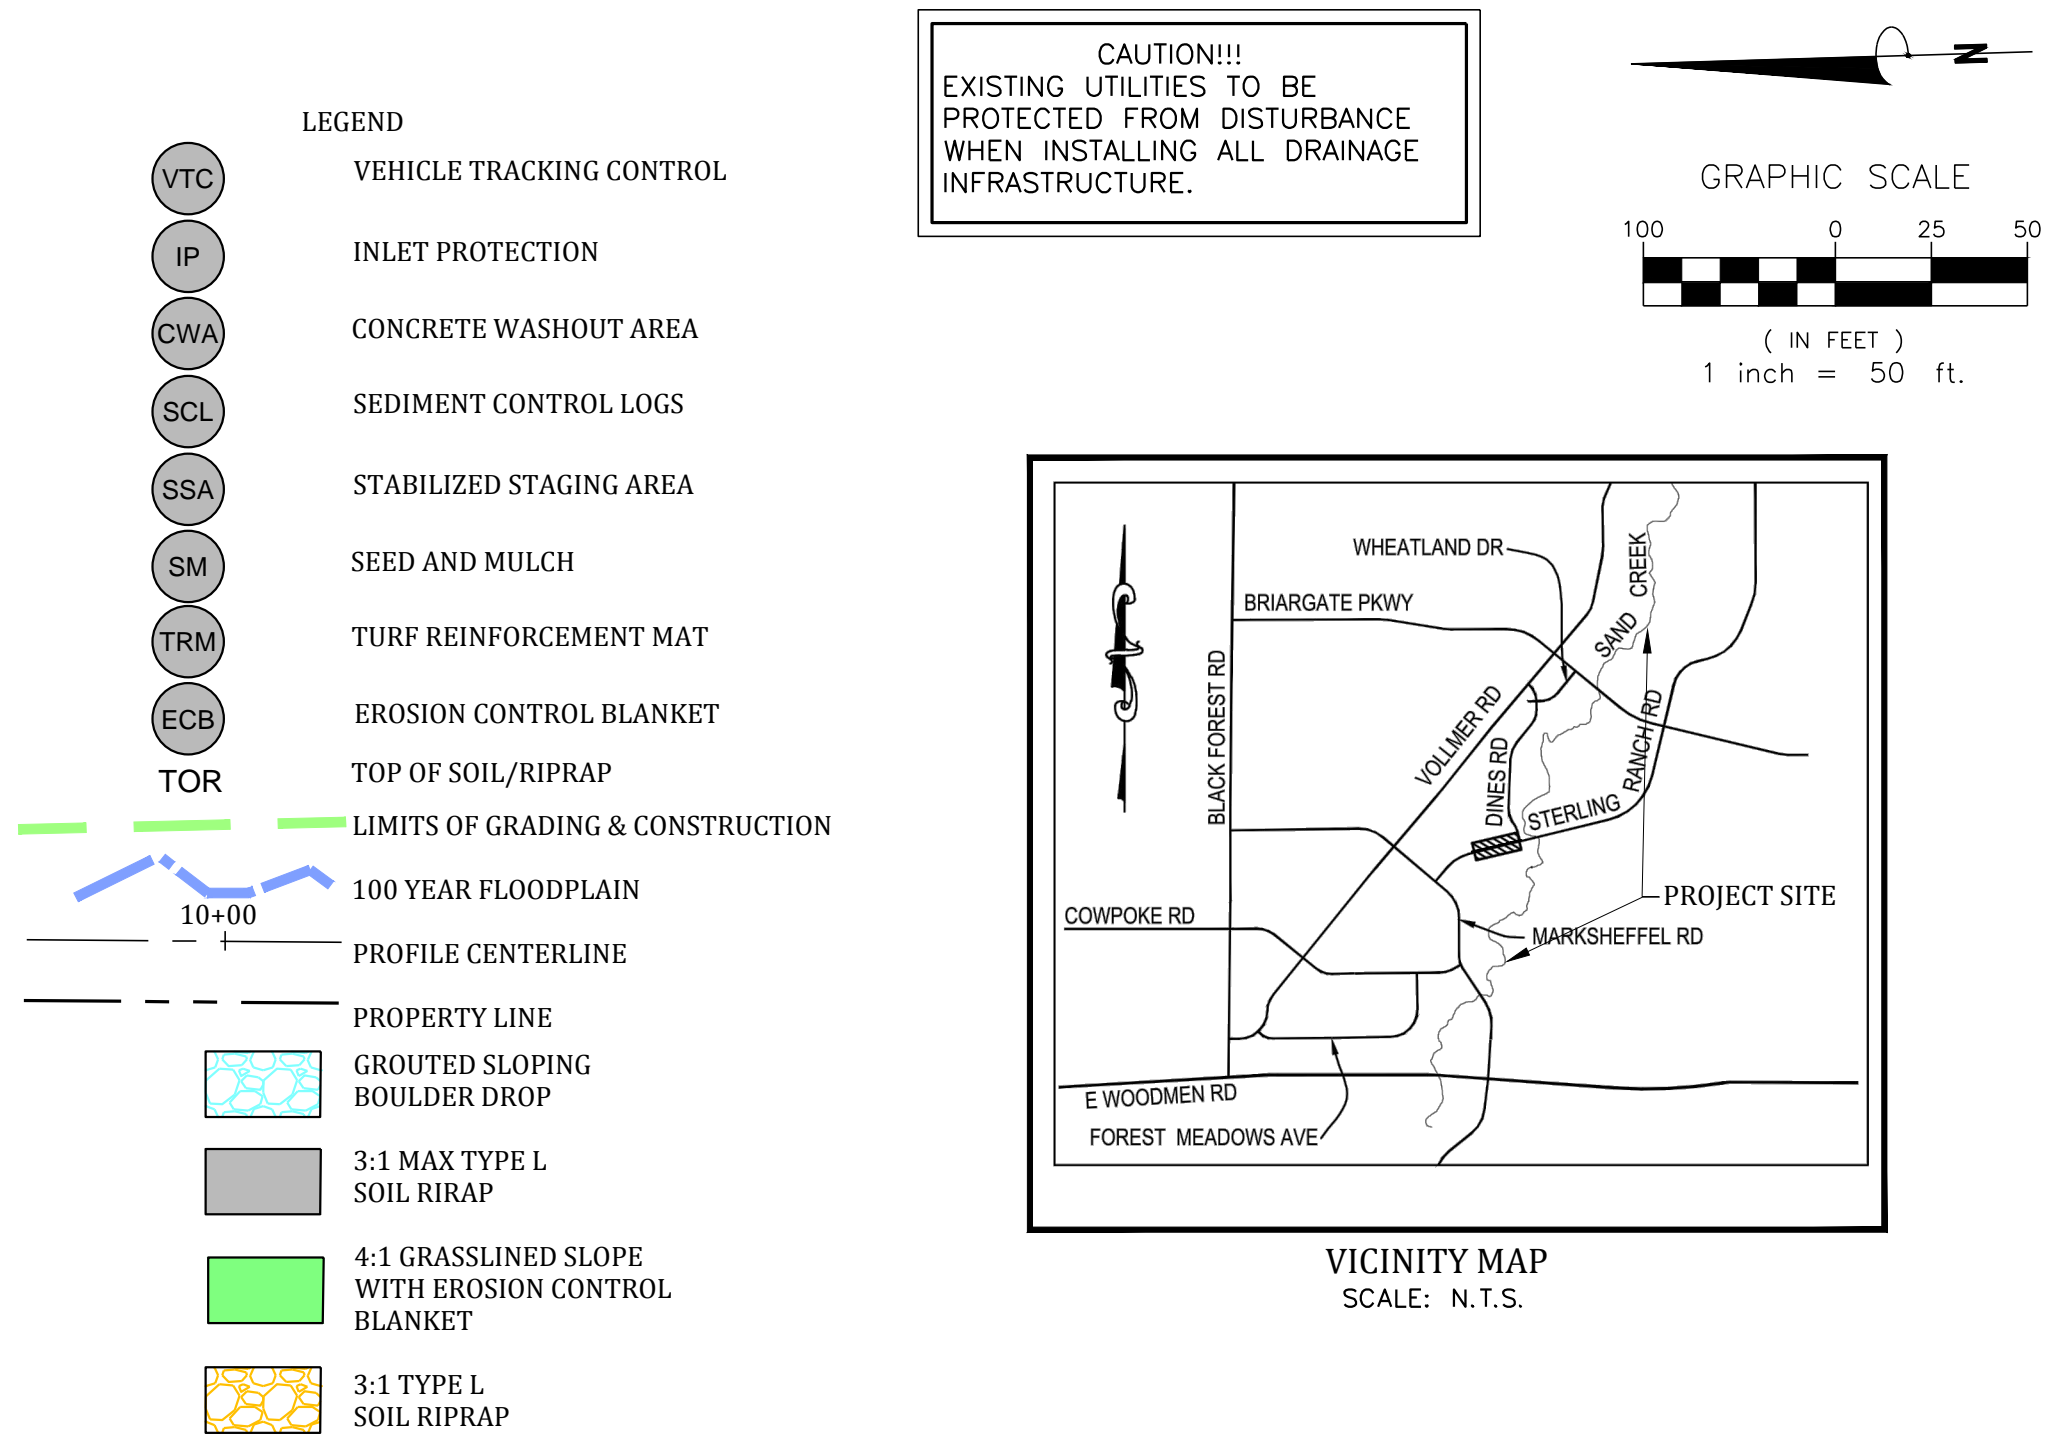 LEGEND
VTC VEHICLE TRACKING CONTROL
IP INLET PROTECTION
CWA CONCRETE WASHOUT AREA
SCL SEDIMENT CONTROL LOGS
SSA STABILIZED STAGING AREA
SM SEED AND MULCH
TRM TURF REINFORCEMENT MAT
ECB EROSION CONTROL BLANKET
TOR TOP OF SOIL/RIPRAP
LIMITS OF GRADING & CONSTRUCTION
100 YEAR FLOODPLAIN
10+00
PROFILE CENTERLINE
PROPERTY LINE
GROUTED SLOPING
BOULDER DROP
3:1 MAX TYPE L
SOIL RIRAP
4:1 GRASSLINED SLOPE
WITH EROSION CONTROL
BLANKET
3:1 TYPE L
SOIL RIPRAP
CAUTION!!!
EXISTING UTILITIES TO BE
PROTECTED FROM DISTURBANCE
WHEN INSTALLING ALL DRAINAGE
INFRASTRUCTURE.
N
GRAPHIC SCALE
100 0 25 50
( IN FEET )
1 inch = 50 ft.
WHEATLAND DR
BRIARGATE PKWY
SAND CREEK
BLACK FOREST RD
VOLLMER RD
DINES RD
STERLING RANCH RD
PROJECT SITE
COWPOKE RD
MARKSHEFFEL RD
E WOODMEN RD
FOREST MEADOWS AVE
VICINITY MAP
SCALE: N.T.S.